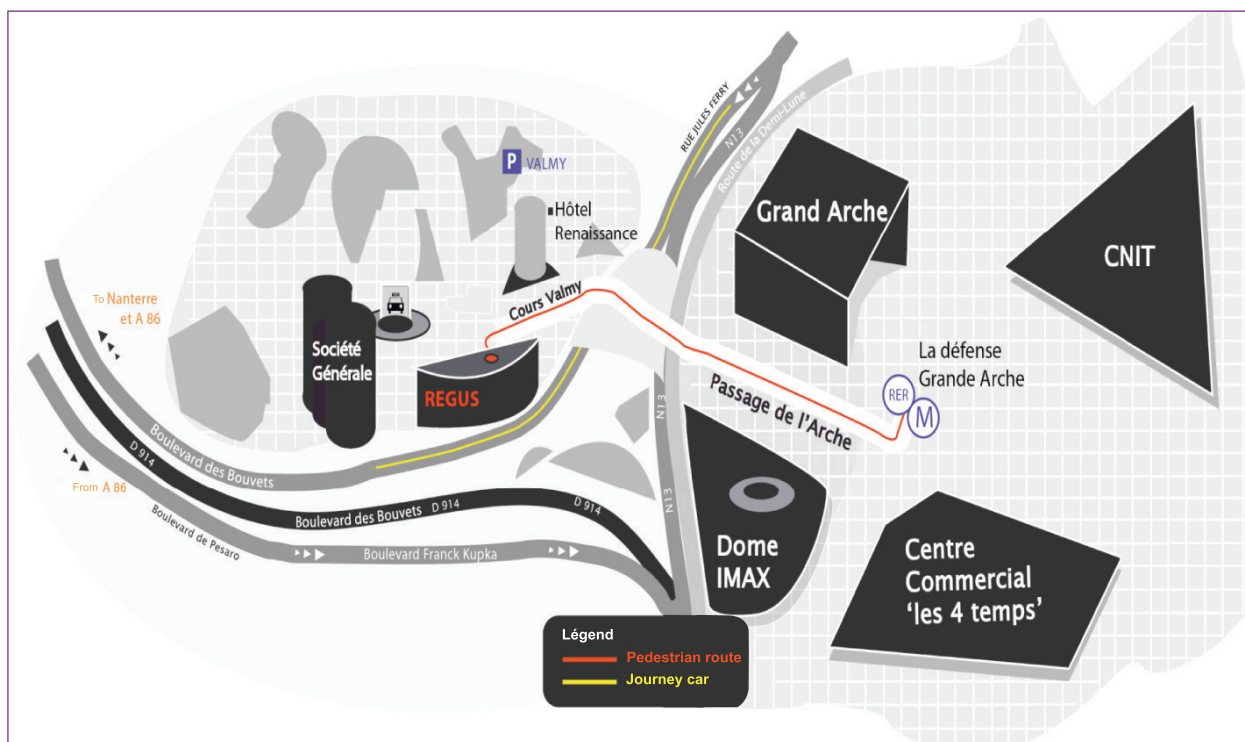 RUE JULES FERRY
N13
Route de la Demi-Lune
P VALMY
Hôtel
Renaissance
Grand Arche
CNIT
To Nanterre
et A 86
Cours Valmy
Société
Générale
REGUS
La défense
Grande Arche
RER
M
Passage de l'Arche
N13
Boulevard des Bouvets
D 914
From A 86
Boulevard de Pesaro
Boulevard des Bouvets D 914
D 914
N13
Boulevard Franck Kupka
Dome
IMAX
Centre
Commercial
'les 4 temps'
Légend
Pedestrian route
Journey car